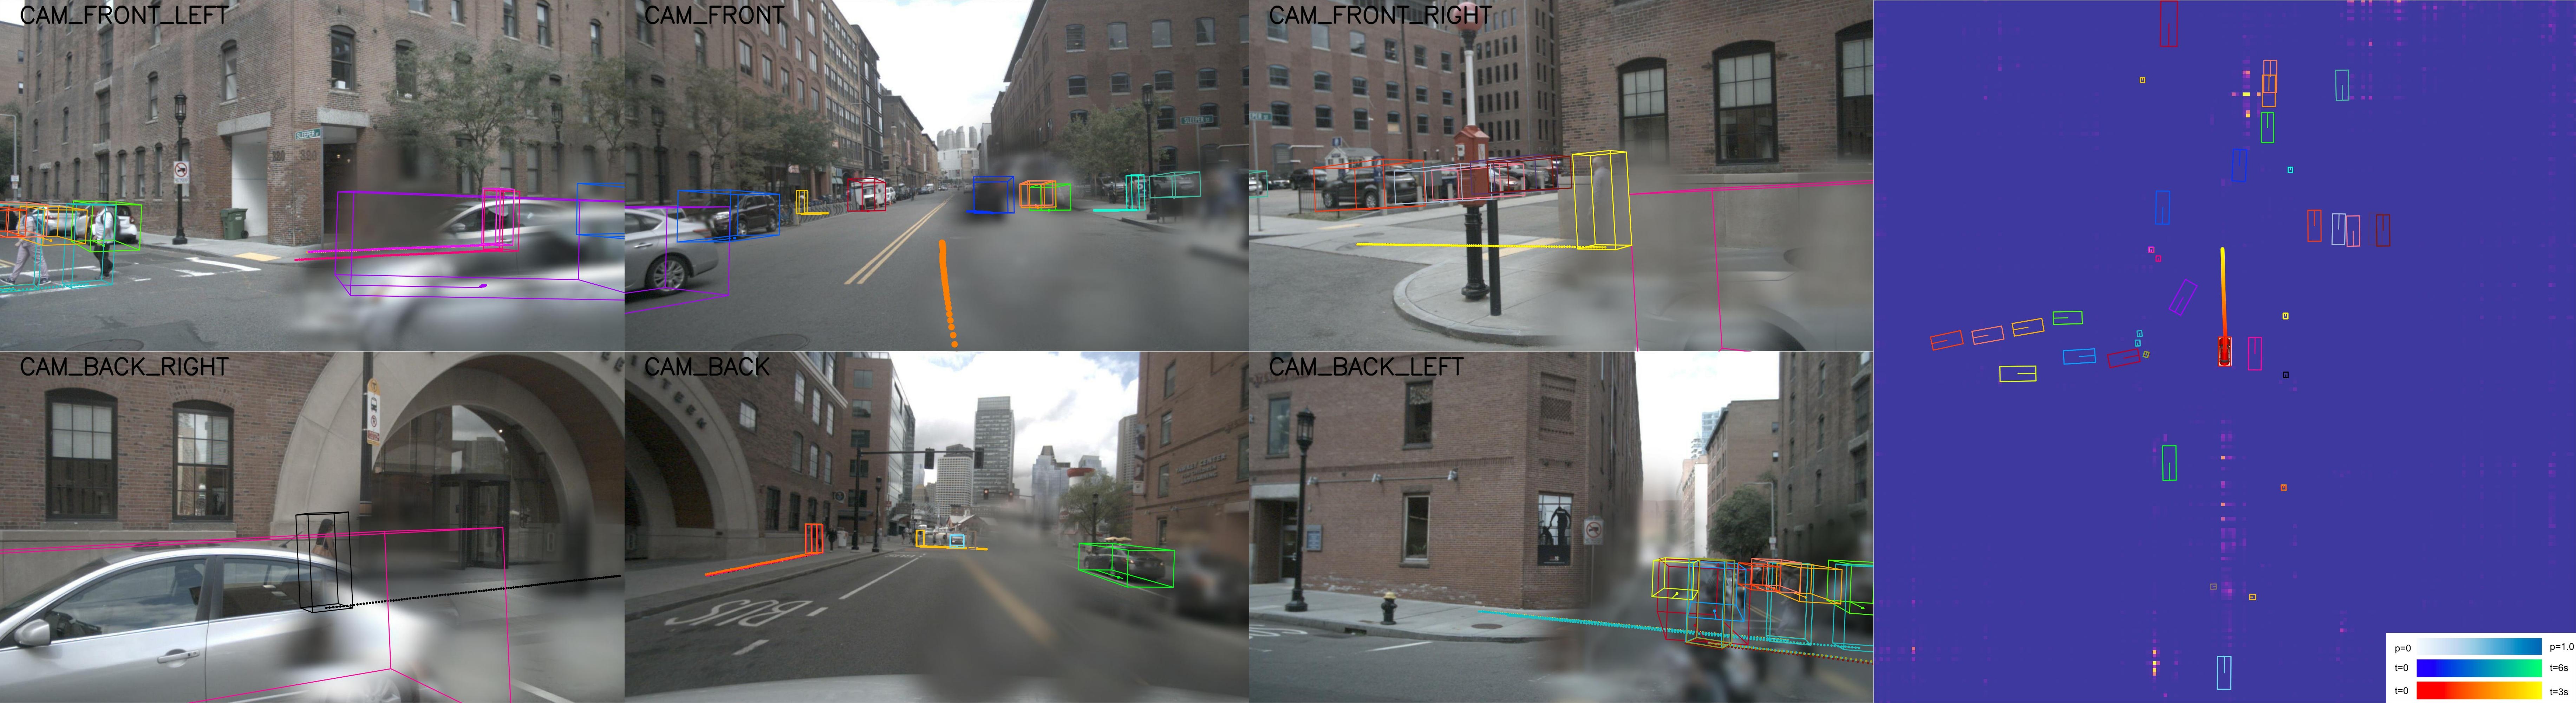 CAM_FRONT_LEFT
CAM_FRONT
CAM_FRONT_RIGHT
CAM_BACK_RIGHT
CAM_BACK
CAM_BACK_LEFT
BUS
p=0
p=1.0
t=0
t=6s
t=0
t=3s